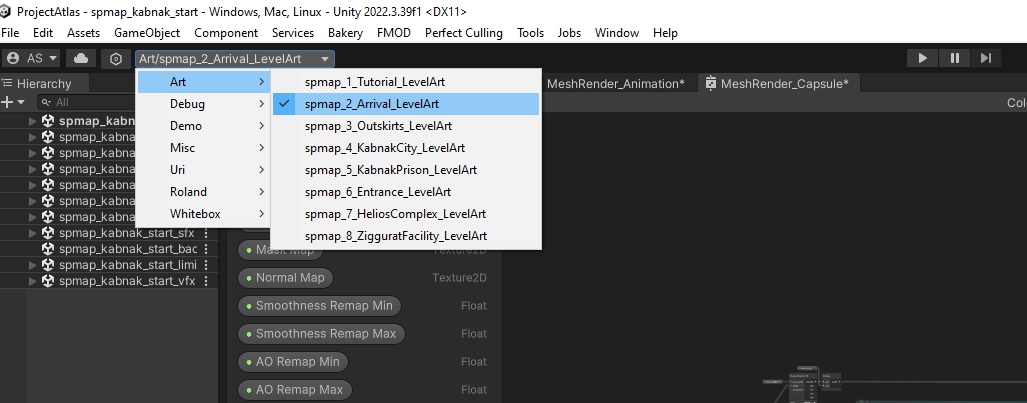 ProjectAtlas - spmap_kabnak_start - Windows, Mac, Linux - Unity 2022.3.39f1 <DX11>
File Edit Assets GameObject Component Services Bakery FMOD Perfect Culling Tools Jobs Window Help
AS Art/spmap_2_Arrival_LevelArt
Hierarchy MeshRender_Animation* MeshRender_Capsule*
All Colo
Art
Debug
Demo
Misc
Uri
Roland
Whitebox
spmap_1_Tutorial_LevelArt
spmap_2_Arrival_LevelArt
spmap_3_Outskirts_LevelArt
spmap_4_KabnakCity_LevelArt
spmap_5_KabnakPrison_LevelArt
spmap_6_Entrance_LevelArt
spmap_7_HeliosComplex_LevelArt
spmap_8_ZigguratFacility_LevelArt
spmap_kabna
spmap_kabna
spmap_kabna
spmap_kabna
spmap_kabna
spmap_kabna
spmap_kabna
spmap_kabnak_start_sfx
spmap_kabnak_start_bac
spmap_kabnak_start_limi
spmap_kabnak_start_vfx
Mask Map Texture2D
Normal Map Texture2D
Smoothness Remap Min Float
Smoothness Remap Max Float
AO Remap Min Float
AO Remap Max Float